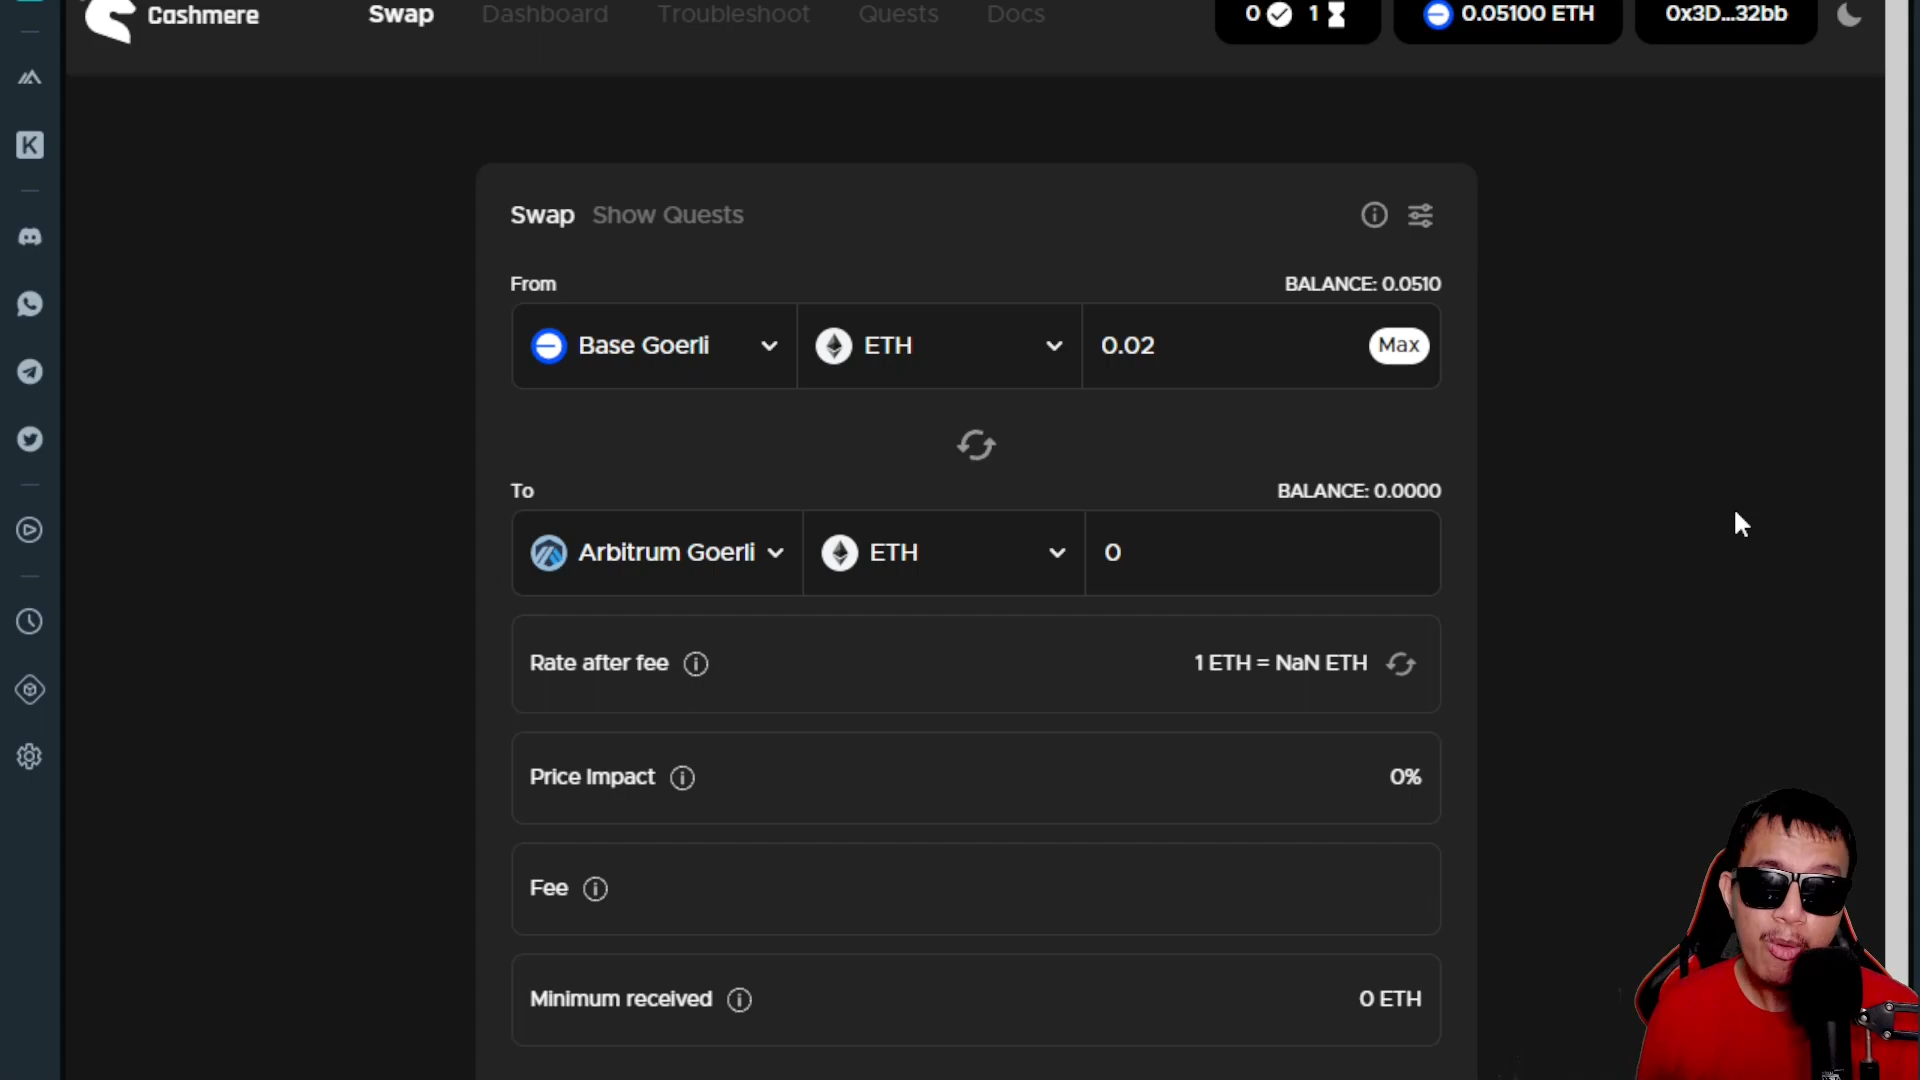 Cashmere
Swap
Dashboard
Troubleshoot
Quests
Docs
0 1
0.05100 ETH
0x3D...32bb
K
Swap Show Quests
From
BALANCE: 0.0510
Base Goerli
ETH
0.02
Max
To
BALANCE: 0.0000
Arbitrum Goerli
ETH
0
Rate after fee
1 ETH = NaN ETH
Price Impact
0%
Fee
Minimum received
0 ETH